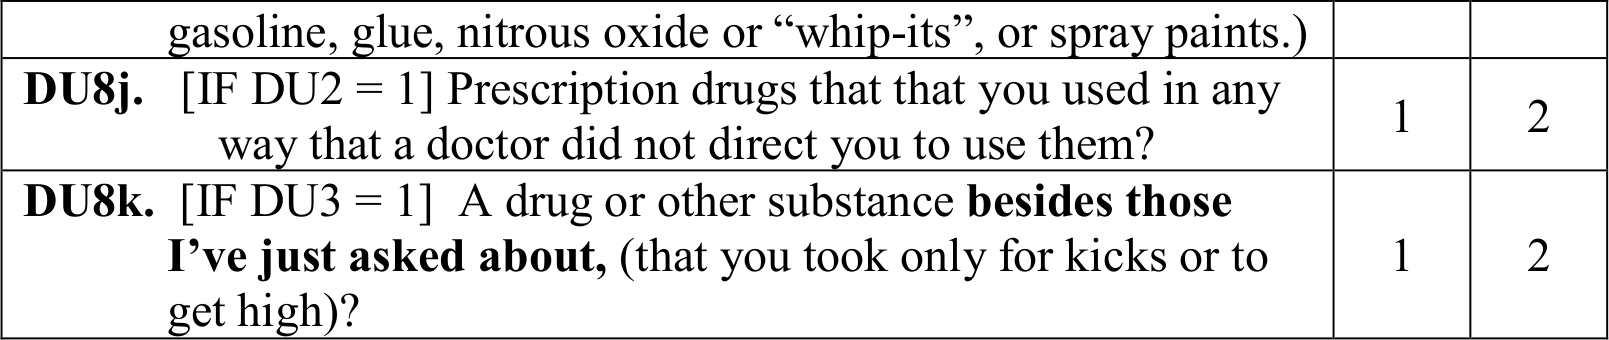 gasoline, glue, nitrous oxide or “whip-its”, or spray paints.)
DU8j. [IF DU2 = 1] Prescription drugs that that you used in any
way that a doctor did not direct you to use them? 1 2
DU8k. [IF DU3 = 1] A drug or other substance besides those
I’ve just asked about, (that you took only for kicks or to 1 2
get high)?